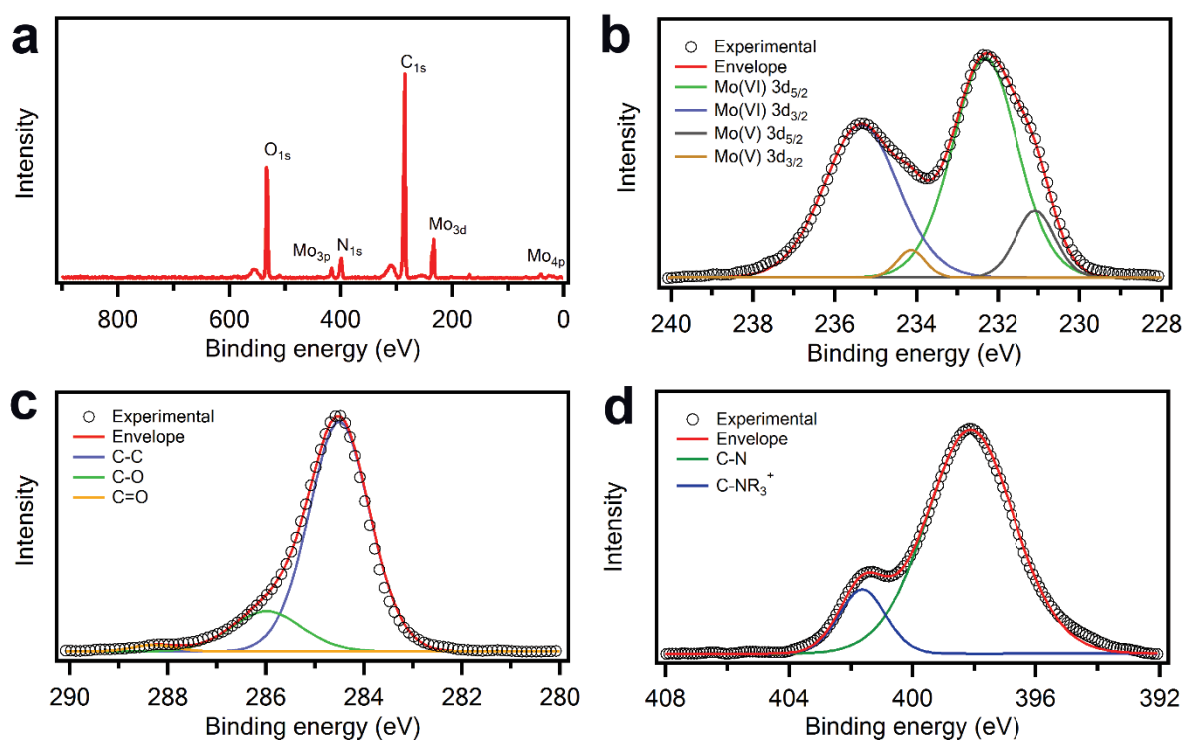 a
C1s
O1s
Mo3p
N1s
Mo3d
Mo4p
Intensity
800
600
400
200
0
Binding energy (eV)
b
Experimental
Envelope
Mo(VI) 3d5/2
Mo(VI) 3d3/2
Mo(V) 3d5/2
Mo(V) 3d3/2
Intensity
240
238
236
234
232
230
228
Binding energy (eV)
c
Experimental
Envelope
C-C
C-O
C=O
Intensity
290
288
286
284
282
280
Binding energy (eV)
d
Experimental
Envelope
C-N
C-NR3+
Intensity
408
404
400
396
392
Binding energy (eV)